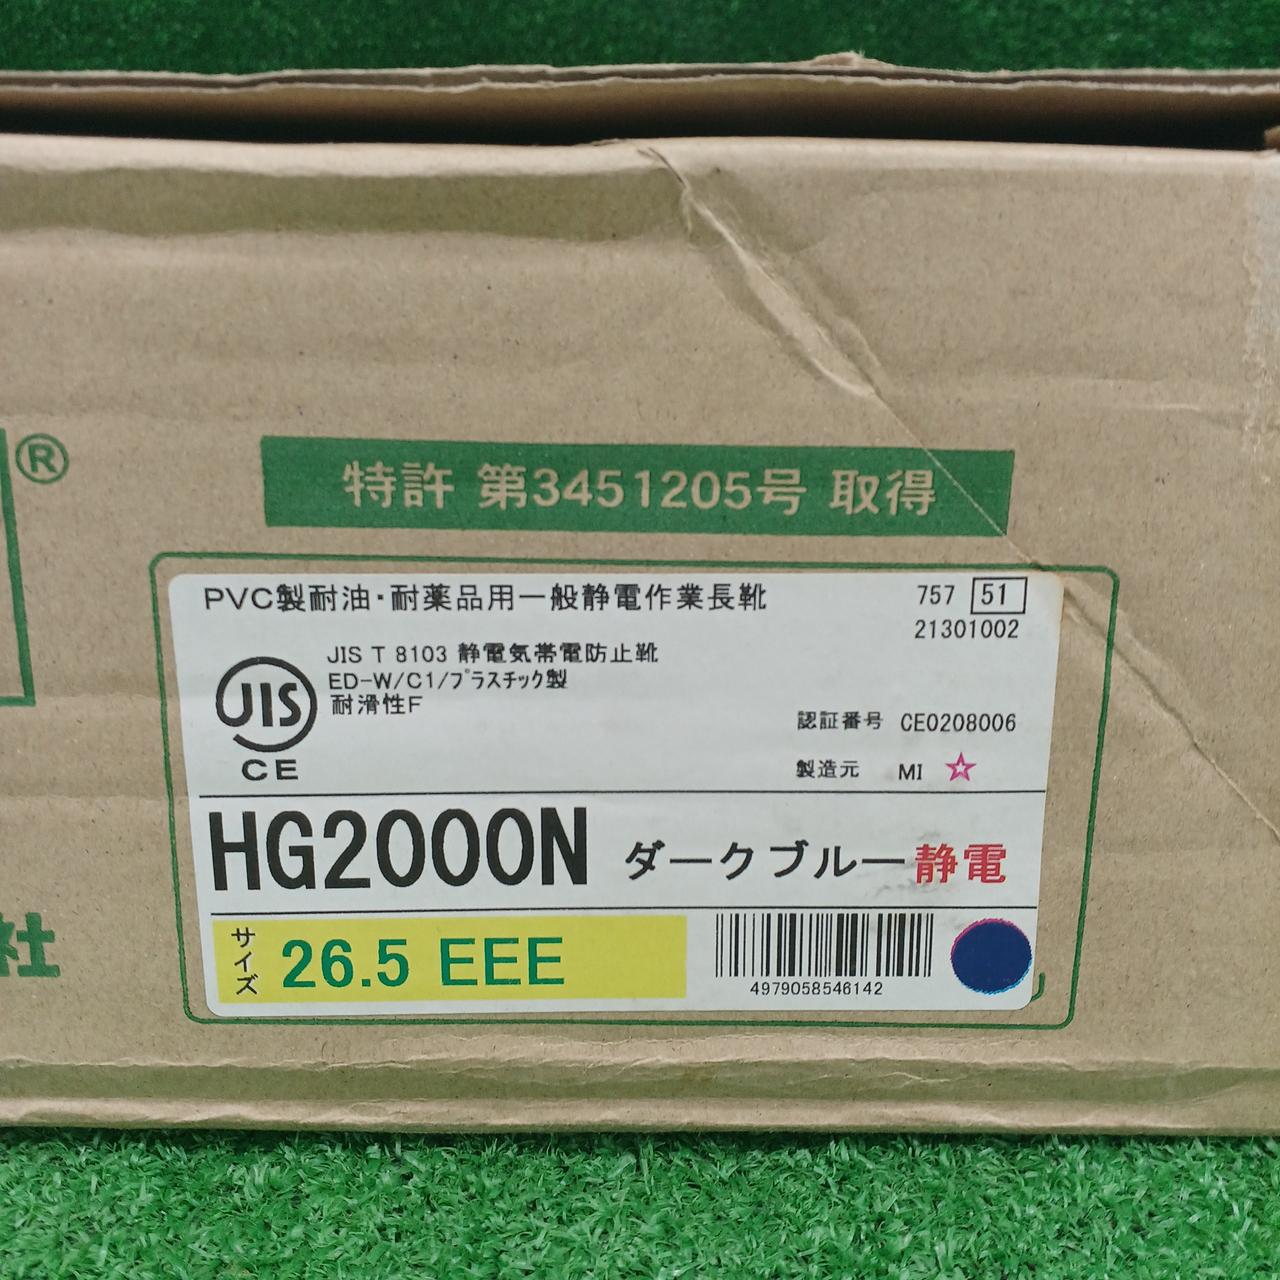 ®
特許 第3451205号 取得
PVC製耐油・耐薬品用一般静電作業長靴
757 51
21301002
JIS T 8103 静電気帯電防止靴
ED-W/C1/プラスチック製
耐滑性F
JIS
CE
認証番号 CE0208006
製造元 MI ☆
HG2000N ダークブルー 静電
サイズ 26.5 EEE
4979058546142
社